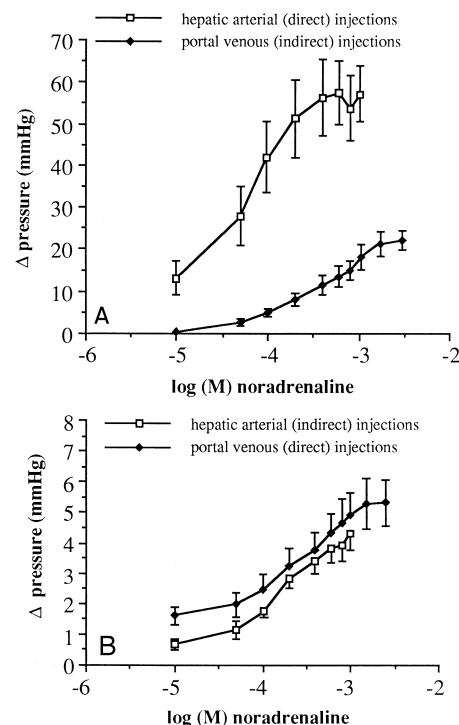 hepatic arterial (direct) injections
portal venous (indirect) injections
70
60
50
40
30
20
10
0
Δ pressure (mmHg)
A
-6 -5 -4 -3 -2
log (M) noradrenaline
hepatic arterial (indirect) injections
portal venous (direct) injections
8
7
6
5
4
3
2
1
0
Δ pressure (mmHg)
B
-6 -5 -4 -3 -2
log (M) noradrenaline